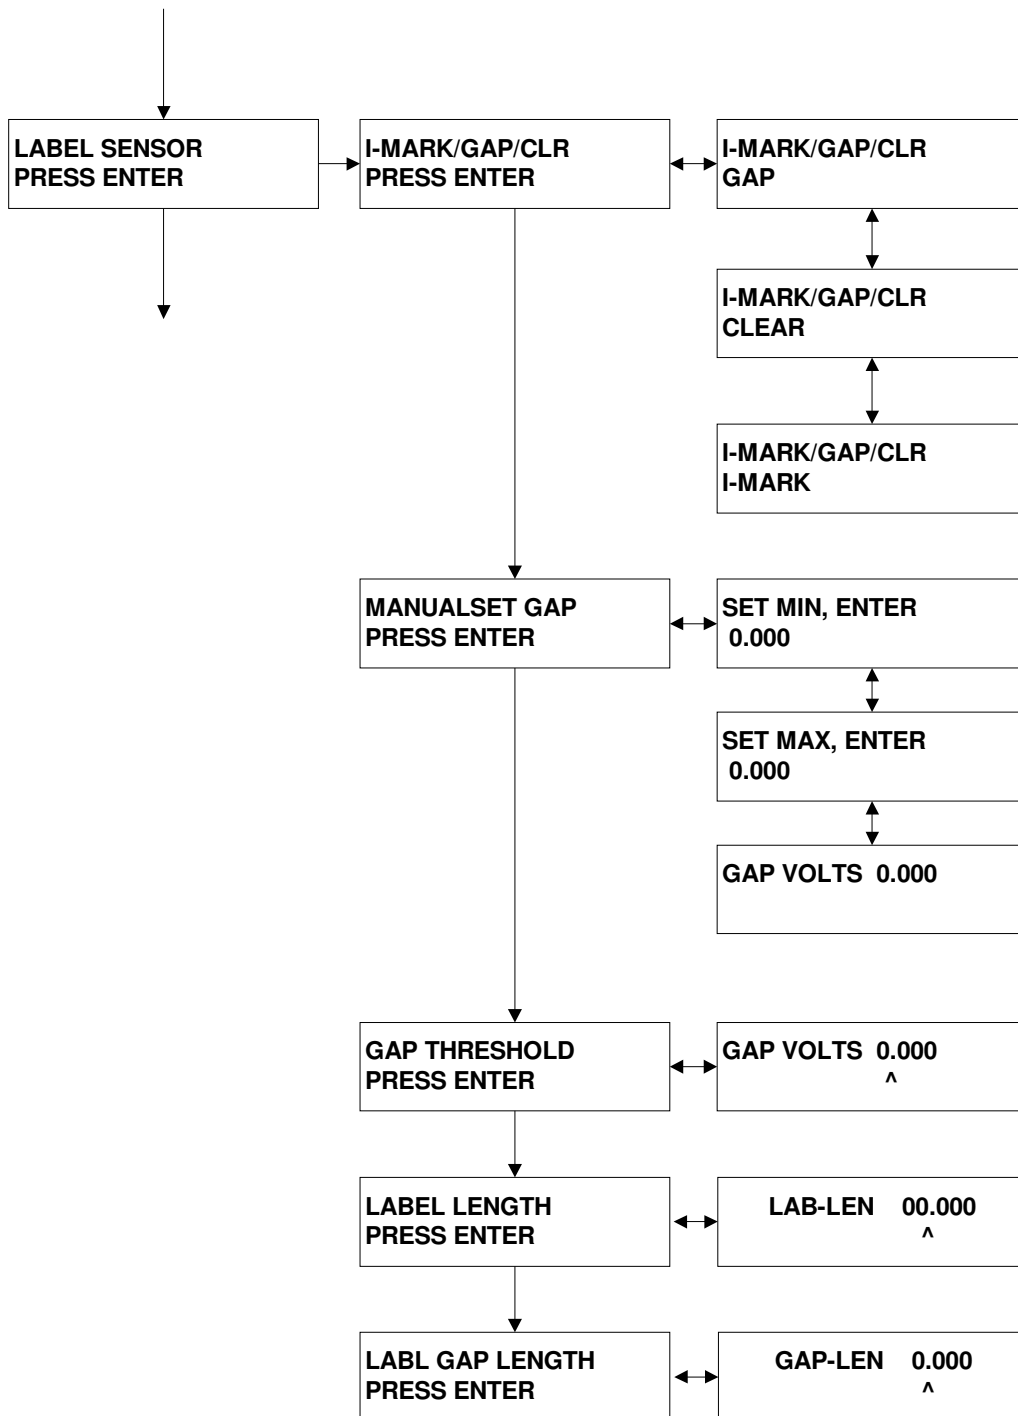 LABEL SENSOR
PRESS ENTER
I-MARK/GAP/CLR
PRESS ENTER
I-MARK/GAP/CLR
GAP
I-MARK/GAP/CLR
CLEAR
I-MARK/GAP/CLR
I-MARK
MANUALSET GAP
PRESS ENTER
SET MIN, ENTER
0.000
SET MAX, ENTER
0.000
GAP VOLTS 0.000
GAP THRESHOLD
PRESS ENTER
GAP VOLTS 0.000
^
LABEL LENGTH
PRESS ENTER
LAB-LEN 00.000
^
LABL GAP LENGTH
PRESS ENTER
GAP-LEN 0.000
^